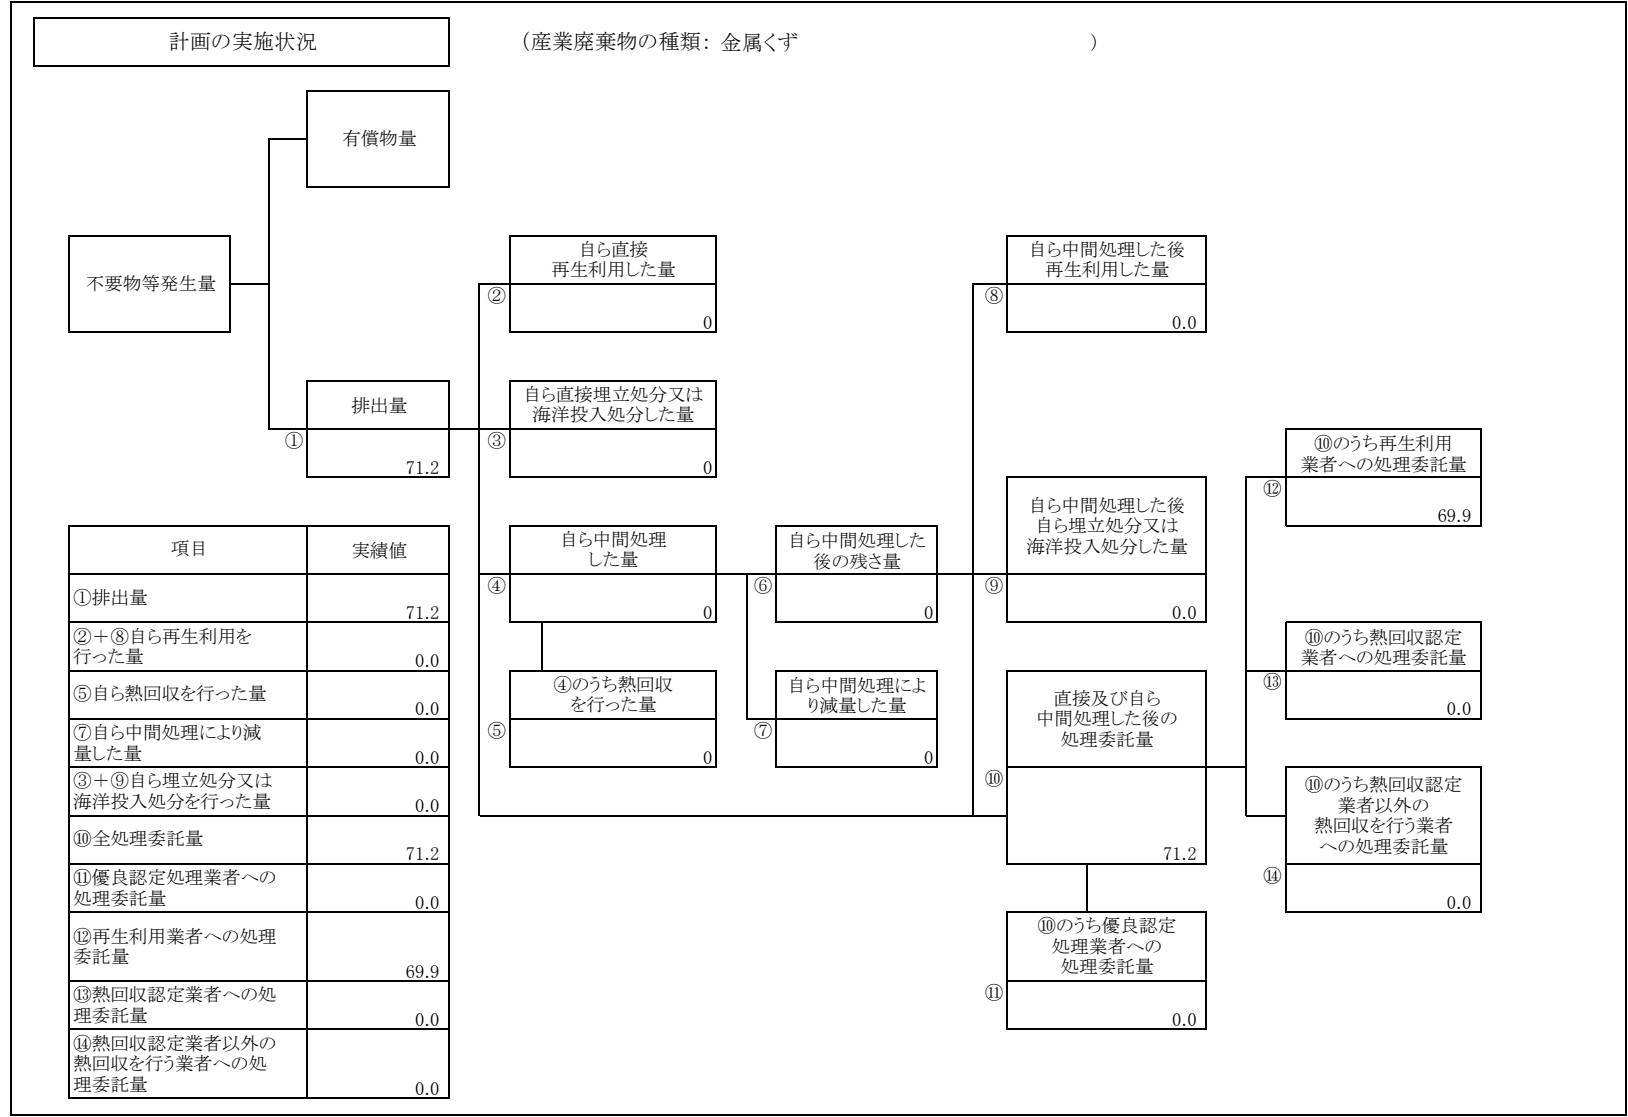 計画の実施状況
（産業廃棄物の種類： 金属くず ）
有償物量
不要物等発生量
自ら直接
再生利用した量
②
0
自ら中間処理した後
再生利用した量
⑧
0.0
排出量
①
71.2
自ら直接埋立処分又は
海洋投入処分した量
③
0
⑩のうち再生利用
業者への処理委託量
⑫
69.9
自ら中間処理
した量
④
0
自ら中間処理した
後の残さ量
⑥
0
自ら中間処理した後
自ら埋立処分又は
海洋投入処分した量
⑨
0.0
⑩のうち熱回収認定
業者への処理委託量
⑬
0.0
④のうち熱回収
を行った量
⑤
0
自ら中間処理によ
り減量した量
⑦
0
直接及び自ら
中間処理した後の
処理委託量
⑩
71.2
⑩のうち熱回収認定
業者以外の
熱回収を行う業者
への処理委託量
⑭
0.0
⑩のうち優良認定
処理業者への
処理委託量
⑪
0.0
項目 実績値
①排出量
71.2
②＋⑧自ら再生利用を
行った量
0.0
⑤自ら熱回収を行った量
0.0
⑦自ら中間処理により減
量した量
0.0
③＋⑨自ら埋立処分又は
海洋投入処分を行った量
0.0
⑩全処理委託量
71.2
⑪優良認定処理業者への
処理委託量
0.0
⑫再生利用業者への処理
委託量
69.9
⑬熱回収認定業者への処
理委託量
0.0
⑭熱回収認定業者以外の
熱回収を行う業者への処
理委託量
0.0